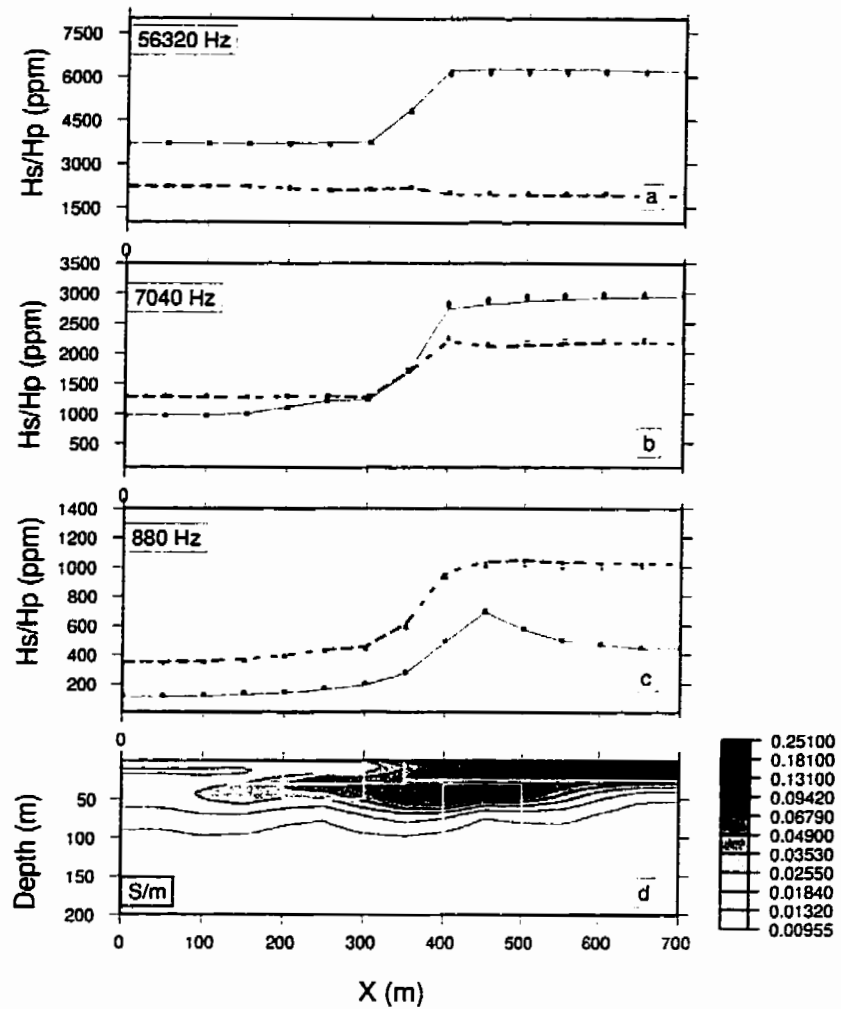 7500
56320 Hz
6000
4500
3000
1500
Hs/Hp (ppm)
a
0
3500
7040 Hz
3000
2500
2000
1500
1000
500
Hs/Hp (ppm)
b
0
1400
880 Hz
1200
1000
800
600
400
200
Hs/Hp (ppm)
c
0
50
100
150
200
Depth (m)
S/m
d
0 100 200 300 400 500 600 700
X (m)
0.25100
0.18100
0.13100
0.09420
0.06790
0.04900
0.03530
0.02550
0.01840
0.01320
0.00955